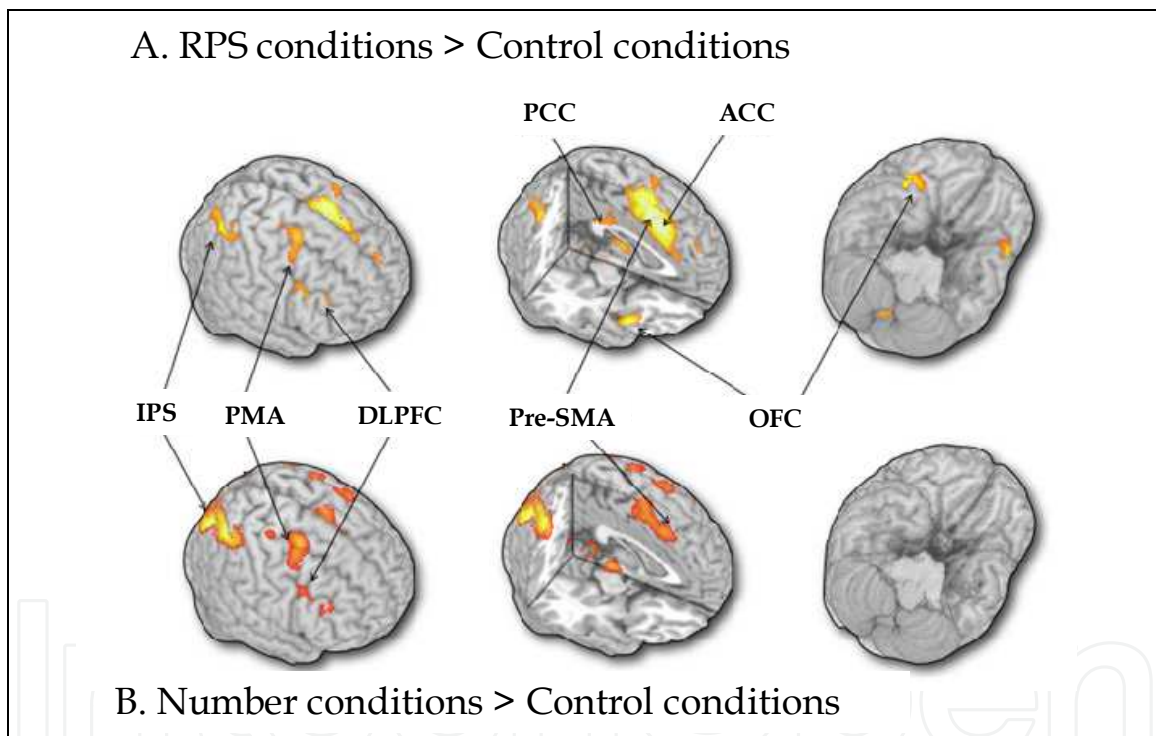 A. RPS conditions > Control conditions
PCC ACC
IPS PMA DLPFC Pre-SMA OFC
B. Number conditions > Control conditions